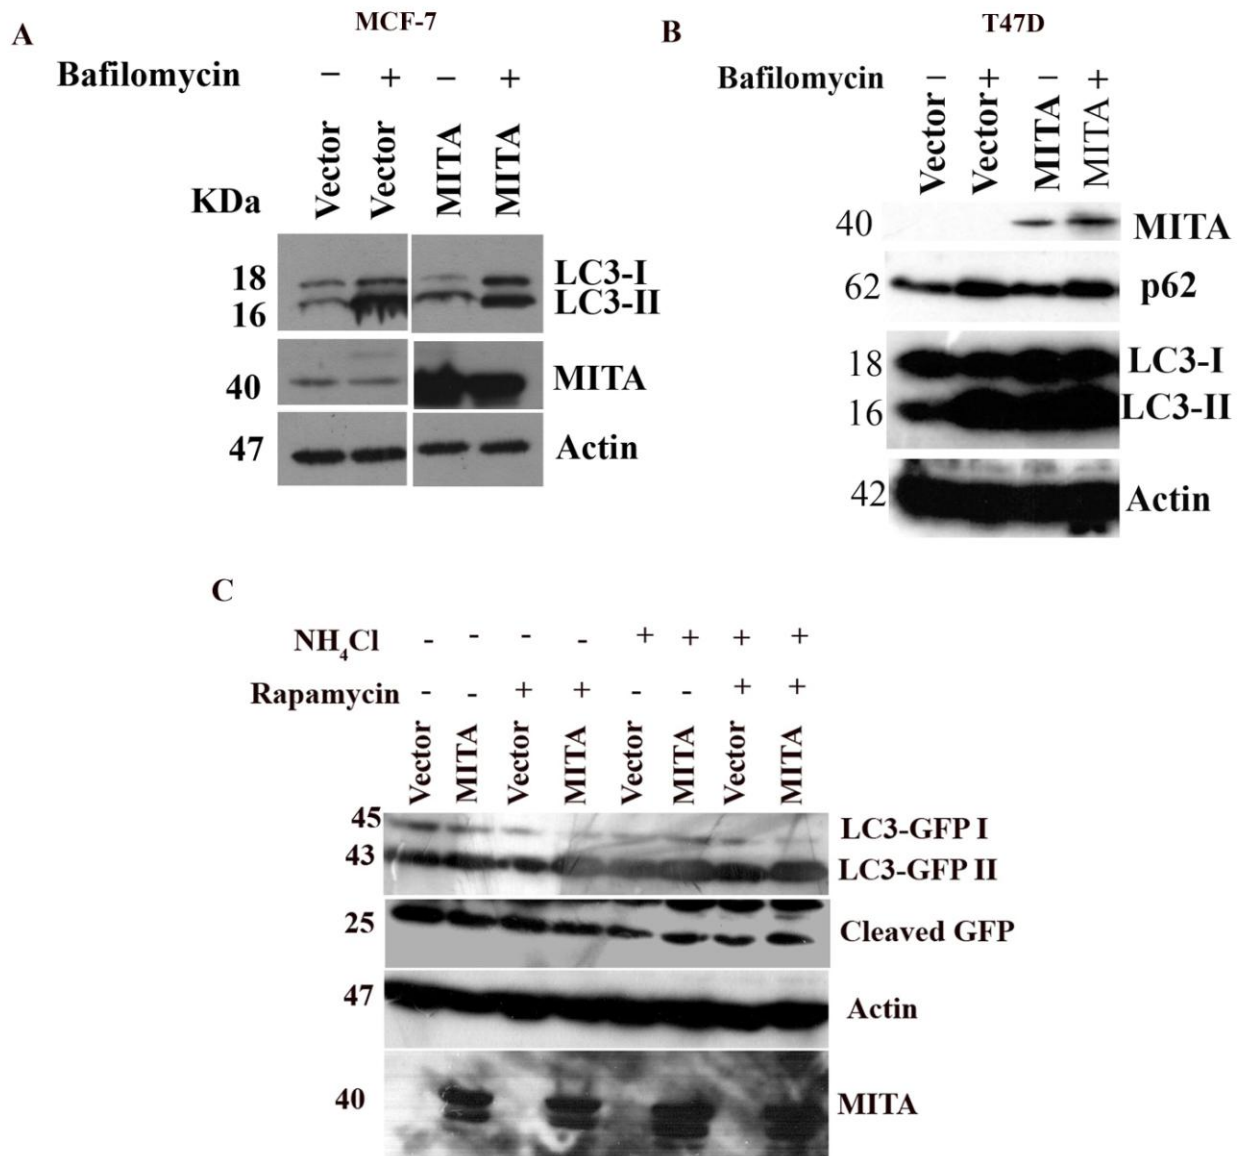 A
MCF-7
Bafilomycin – + – +
Vector Vector MITA MITA
KDa
18 LC3-I
16 LC3-II
40 MITA
47 Actin
B
T47D
Bafilomycin
Vector – Vector + MITA – MITA +
40 MITA
62 p62
18 LC3-I
16 LC3-II
42 Actin
C
NH4Cl - - - - + + + +
Rapamycin - - + + - - + +
Vector MITA Vector MITA Vector MITA Vector MITA
45 LC3-GFP I
43 LC3-GFP II
25 Cleaved GFP
47 Actin
40 MITA